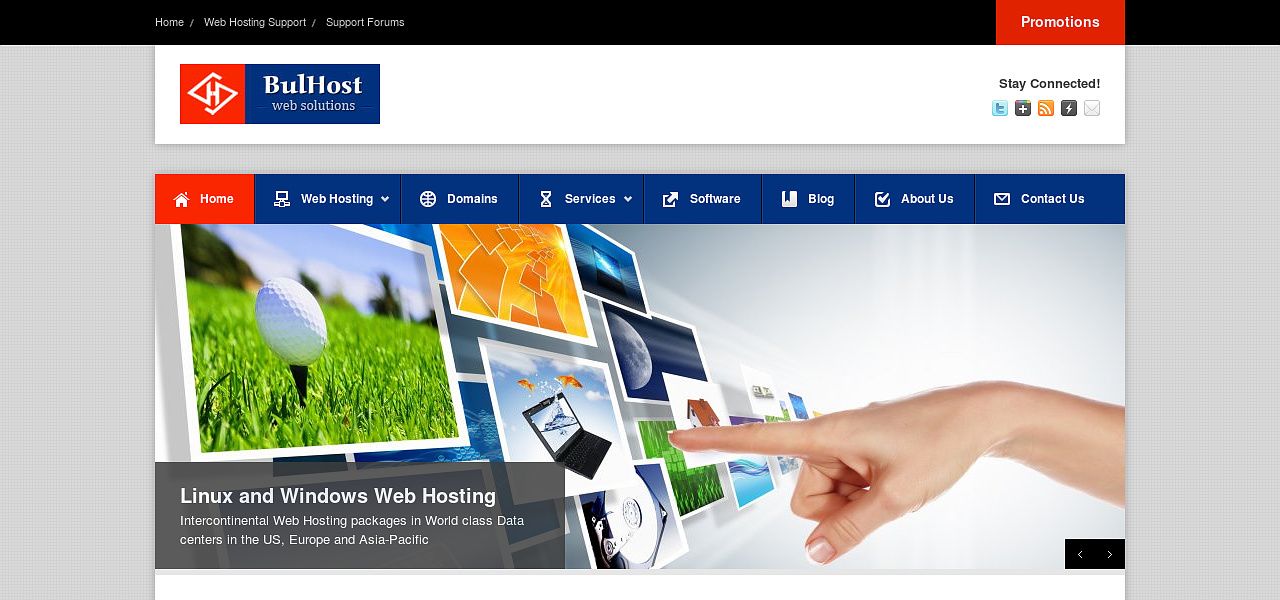 Home / Web Hosting Support / Support Forums
Promotions
BulHost
web solutions
Stay Connected!
Home
Web Hosting
Domains
Services
Software
Blog
About Us
Contact Us
Linux and Windows Web Hosting
Intercontinental Web Hosting packages in World class Data
centers in the US, Europe and Asia-Pacific